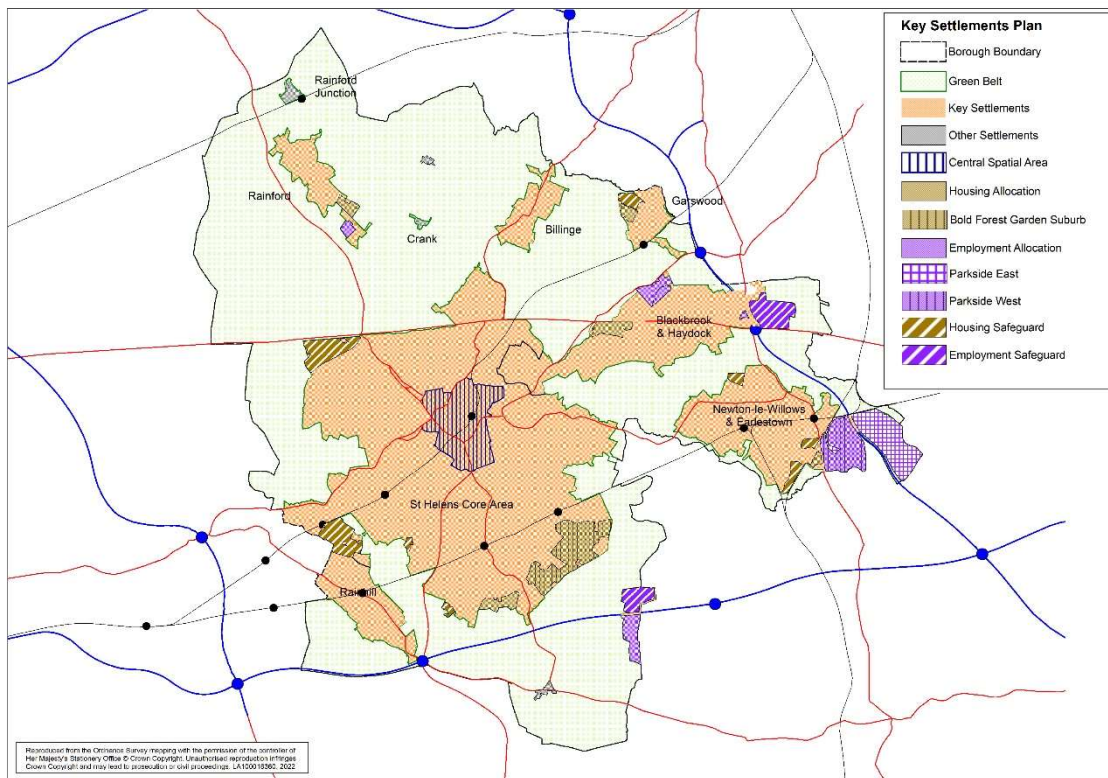 Key Settlements Plan
Borough Boundary
Green Belt
Key Settlements
Other Settlements
Central Spatial Area
Housing Allocation
Bold Forest Garden Suburb
Employment Allocation
Parkside East
Parkside West
Housing Safeguard
Employment Safeguard
Rainford
Junction
Rainford
Crank
Billinge
Garswood
Blackbrook
& Haydock
Newton-le-Willows
& Earlestown
St Helens Core Area
Rainhill
Reproduced from the Ordnance Survey mapping with the permission of the controller of
Her Majesty's Stationery Office © Crown Copyright. Unauthorised reproduction infringes
Crown Copyright and may lead to prosecution or civil proceedings. LA100018360, 2022